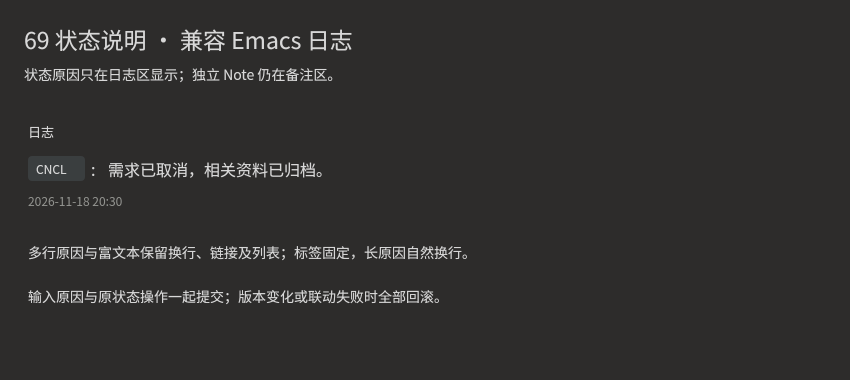 69 状态说明 · 兼容 Emacs 日志
状态原因只在日志区显示；独立 Note 仍在备注区。
日志
CNCL ： 需求已取消，相关资料已归档。
2026-11-18 20:30
多行原因与富文本保留换行、链接及列表；标签固定，长原因自然换行。
输入原因与原状态操作一起提交；版本变化或联动失败时全部回滚。